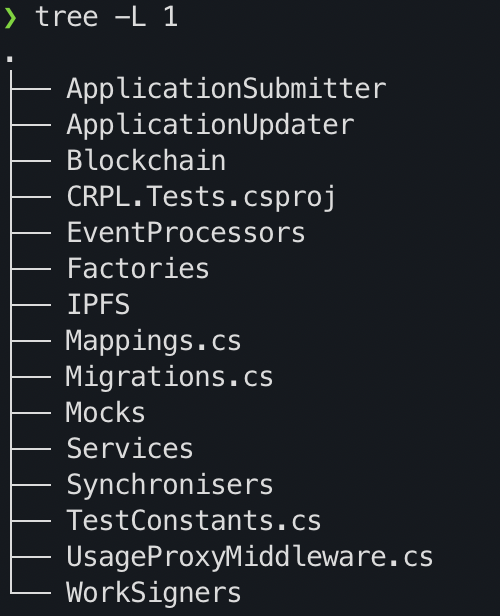 ❯ tree -L 1
.
├── ApplicationSubmitter
├── ApplicationUpdater
├── Blockchain
├── CRPL.Tests.csproj
├── EventProcessors
├── Factories
├── IPFS
├── Mappings.cs
├── Migrations.cs
├── Mocks
├── Services
├── Synchronisers
├── TestConstants.cs
├── UsageProxyMiddleware.cs
└── WorkSigners